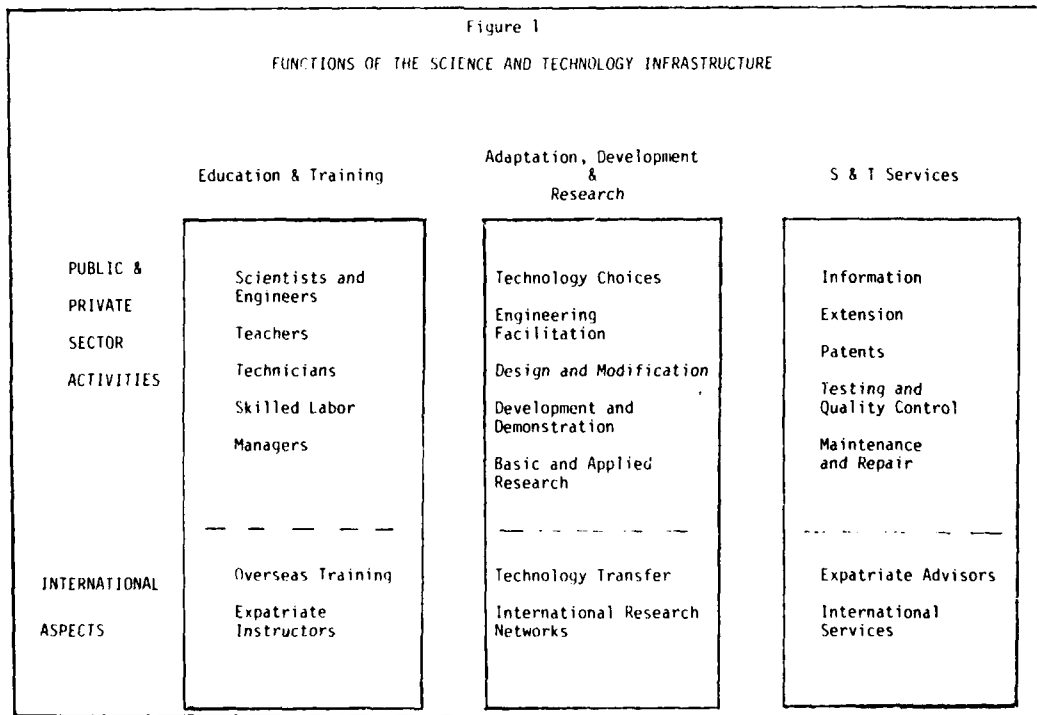 Figure 1
FUNCTIONS OF THE SCIENCE AND TECHNOLOGY INFRASTRUCTURE
Education & Training
Adaptation, Development
&
Research
S & T Services
PUBLIC &
PRIVATE
SECTOR
ACTIVITIES
Scientists and
Engineers
Teachers
Technicians
Skilled Labor
Managers
Technology Choices
Engineering
Facilitation
Design and Modification
Development and
Demonstration
Basic and Applied
Research
Information
Extension
Patents
Testing and
Quality Control
Maintenance
and Repair
INTERNATIONAL
ASPECTS
Overseas Training
Expatriate
Instructors
Technology Transfer
International Research
Networks
Expatriate Advisors
International
Services